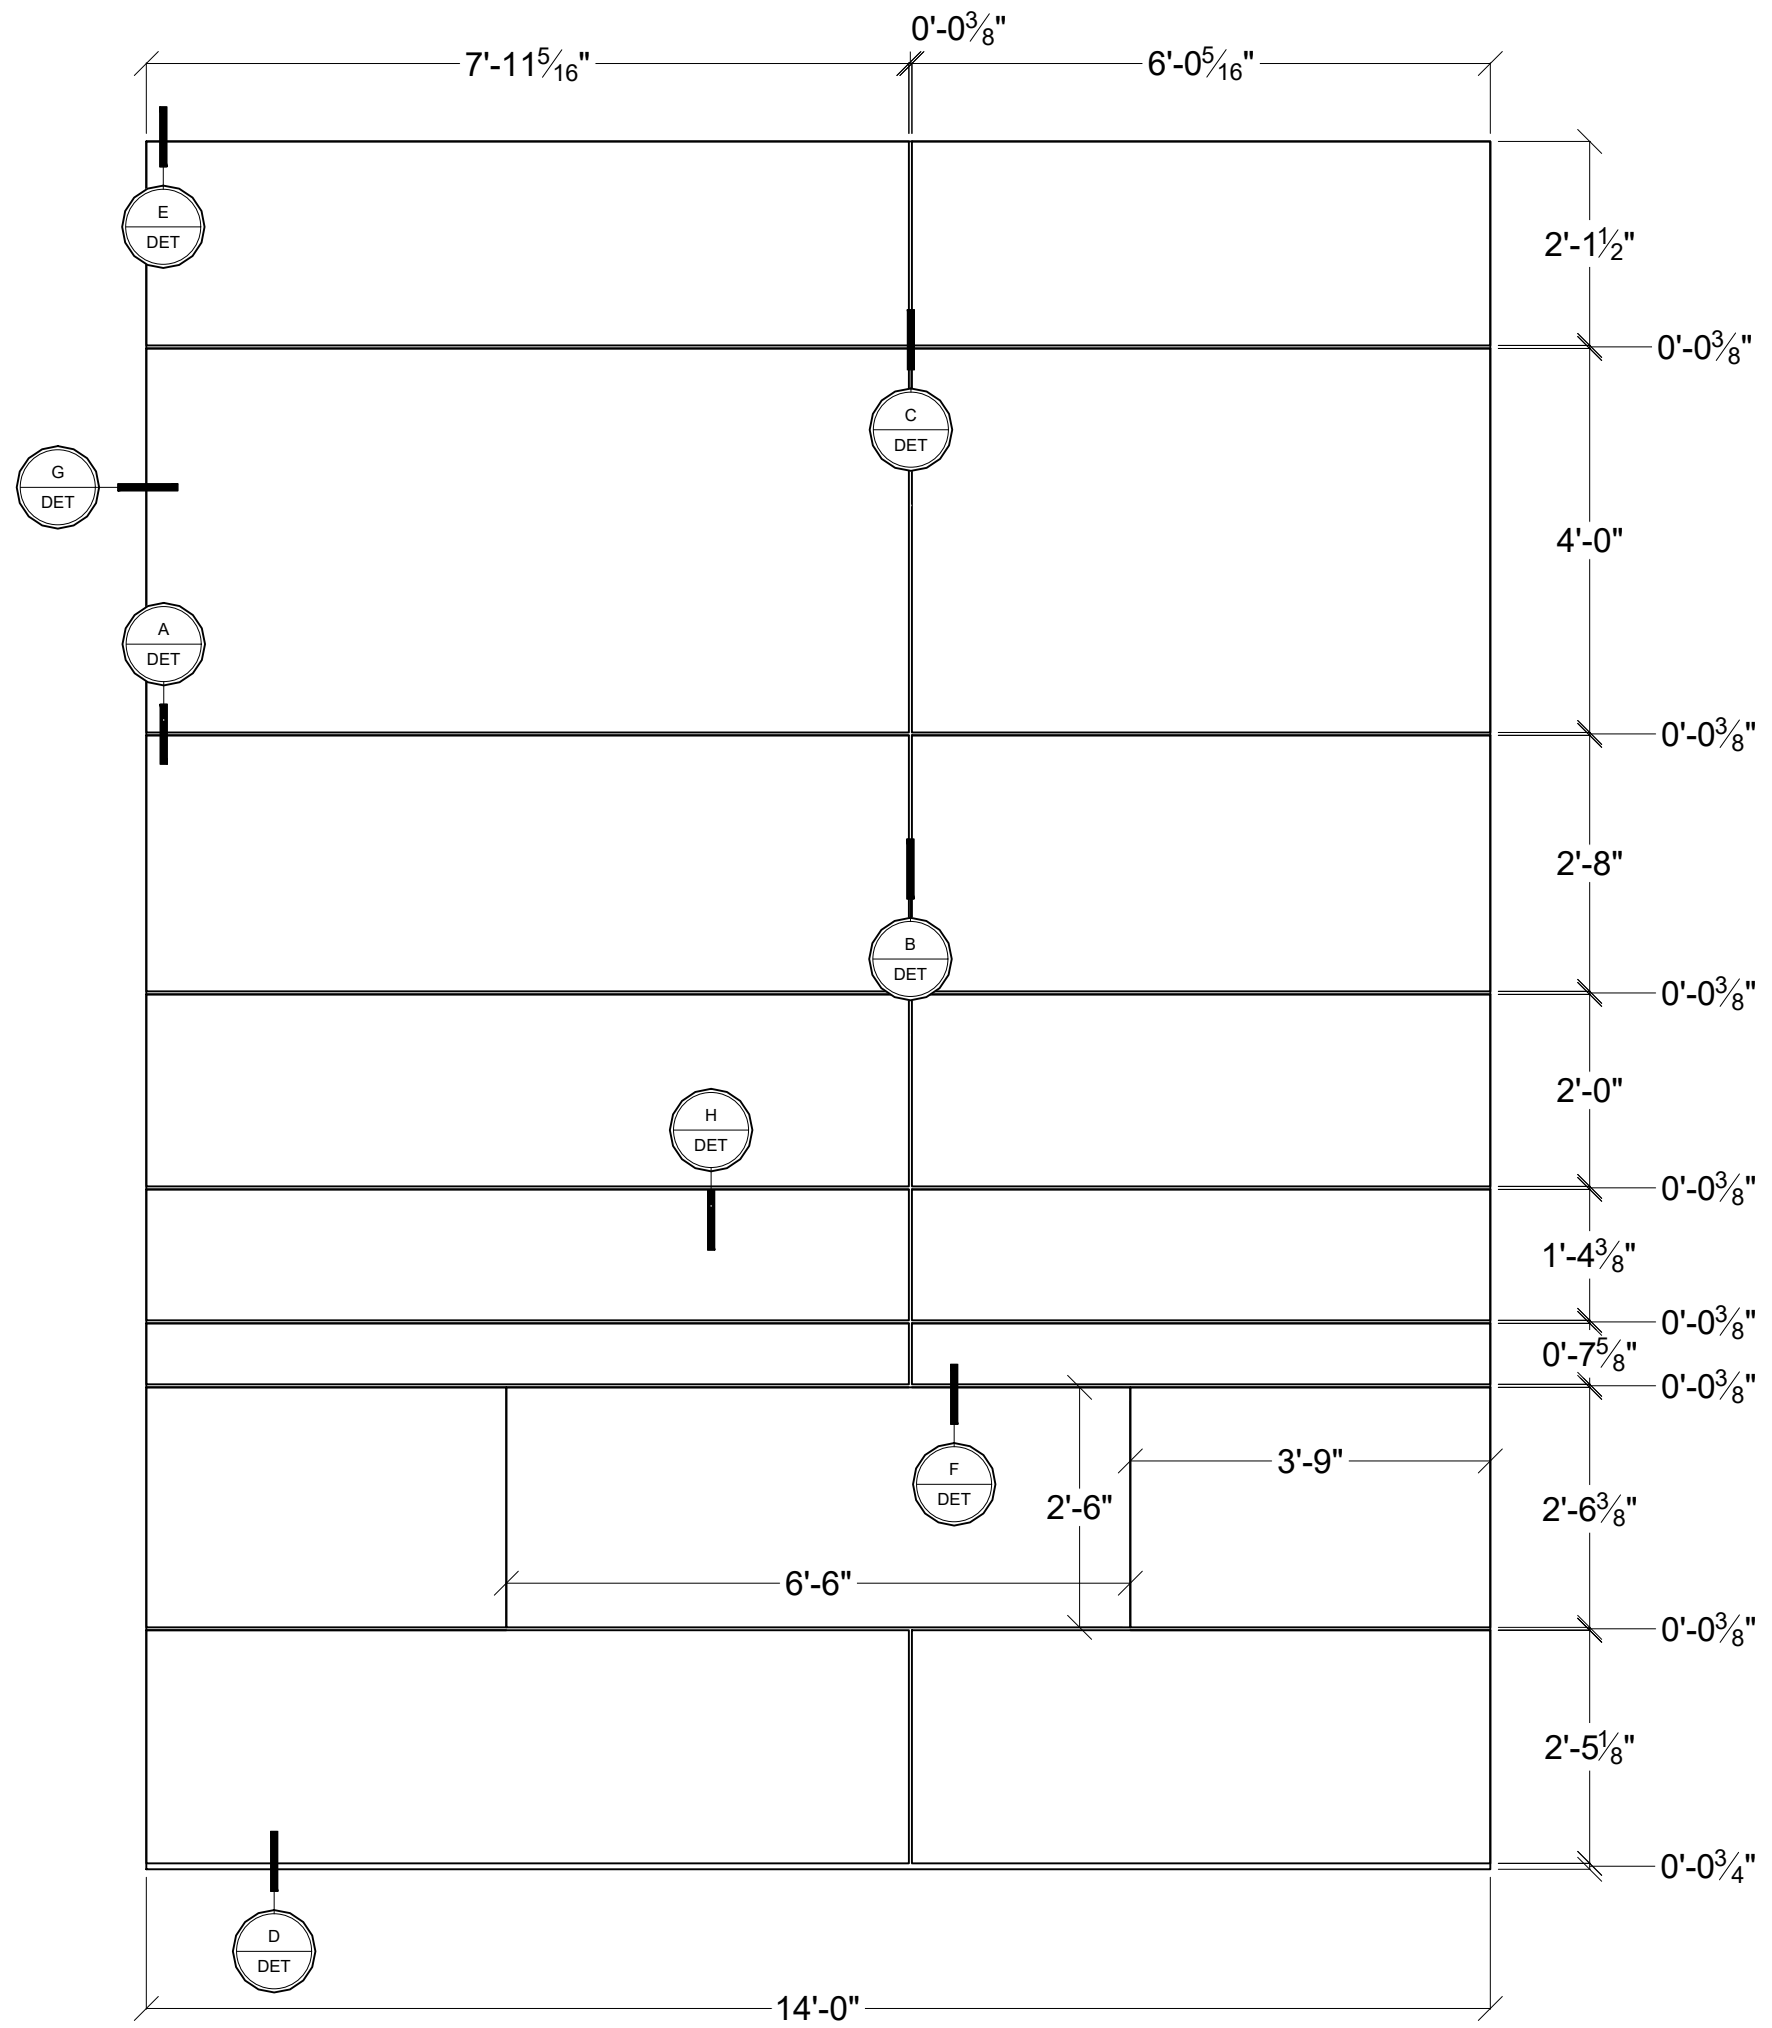 0'-03⁄8"
7'-115⁄16"
6'-05⁄16"
E
DET
2'-11⁄2"
0'-03⁄8"
C
DET
G
DET
4'-0"
A
DET
0'-03⁄8"
2'-8"
B
DET
0'-03⁄8"
2'-0"
H
DET
0'-03⁄8"
1'-43⁄8"
0'-03⁄8"
0'-75⁄8"
0'-03⁄8"
3'-9"
F
DET
2'-6"
2'-63⁄8"
6'-6"
0'-03⁄8"
2'-51⁄8"
0'-03⁄4"
D
DET
14'-0"